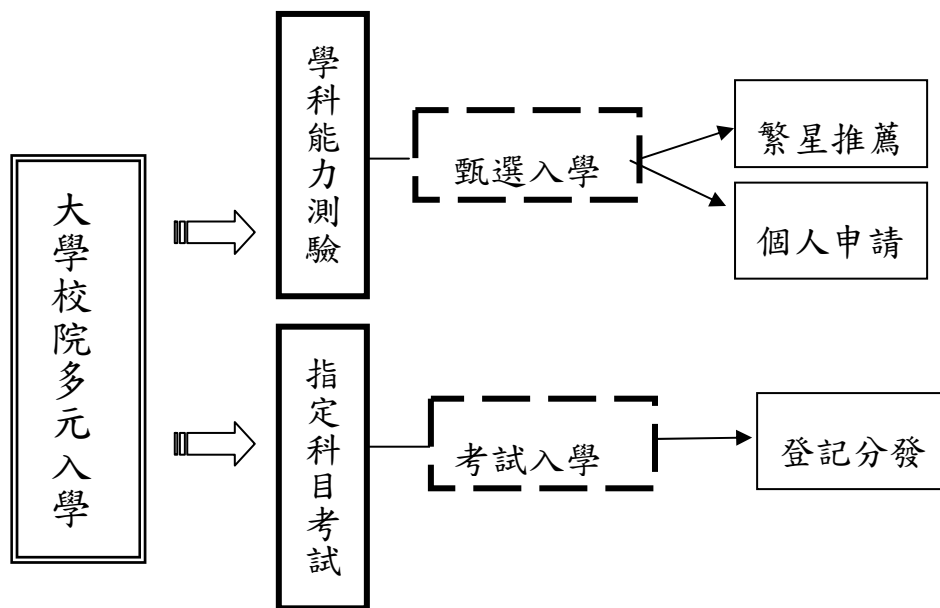 大學校院多元入學
學科能力測驗
甄選入學
繁星推薦
個人申請
指定科目考試
考試入學
登記分發